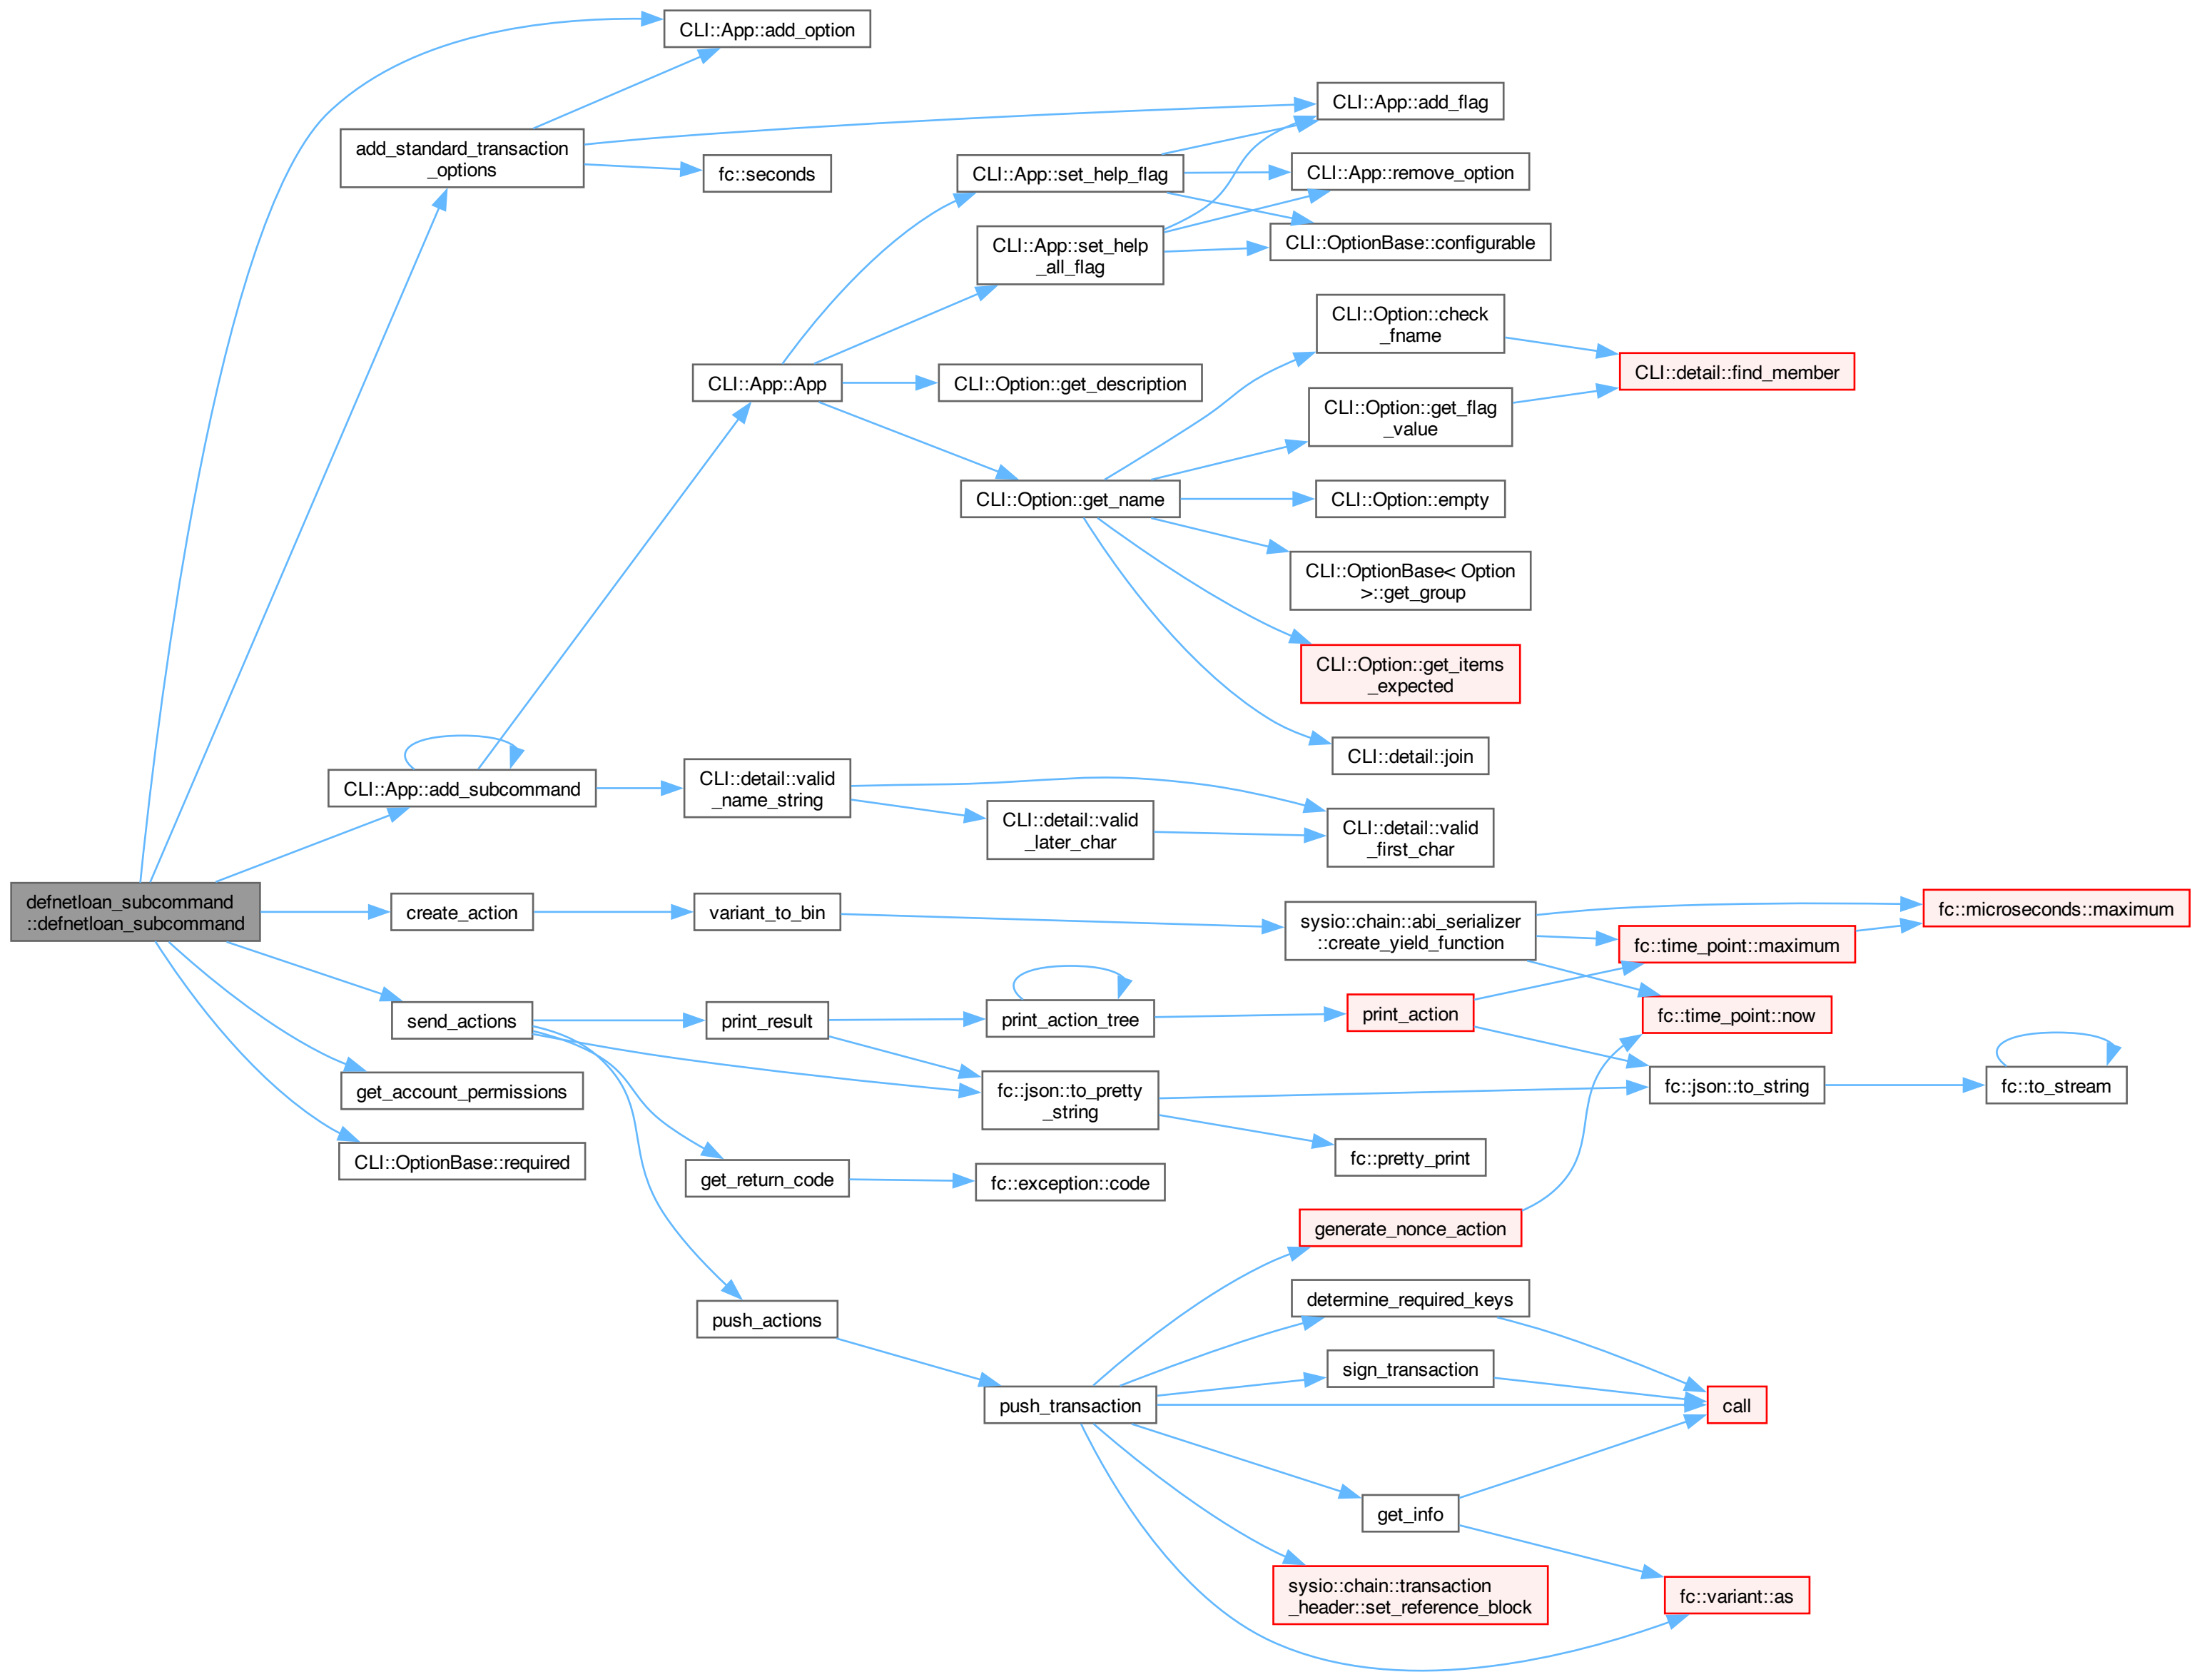 CLI::App::add_option
CLI::App::add_flag
add_standard_transaction
_options
fc::seconds
CLI::App::set_help_flag
CLI::App::remove_option
CLI::App::set_help
_all_flag
CLI::OptionBase::configurable
CLI::Option::check
_fname
CLI::App::App
CLI::Option::get_description
CLI::detail::find_member
CLI::Option::get_flag
_value
CLI::Option::get_name
CLI::Option::empty
CLI::OptionBase< Option
>::get_group
CLI::Option::get_items
_expected
CLI::detail::join
CLI::App::add_subcommand
CLI::detail::valid
_name_string
CLI::detail::valid
_later_char
CLI::detail::valid
_first_char
defnetloan_subcommand
::defnetloan_subcommand
create_action
variant_to_bin
sysio::chain::abi_serializer
::create_yield_function
fc::microseconds::maximum
fc::time_point::maximum
send_actions
print_result
print_action_tree
print_action
fc::time_point::now
get_account_permissions
fc::json::to_pretty
_string
fc::json::to_string
fc::to_stream
CLI::OptionBase::required
fc::pretty_print
get_return_code
fc::exception::code
generate_nonce_action
determine_required_keys
push_actions
sign_transaction
push_transaction
call
get_info
sysio::chain::transaction
_header::set_reference_block
fc::variant::as